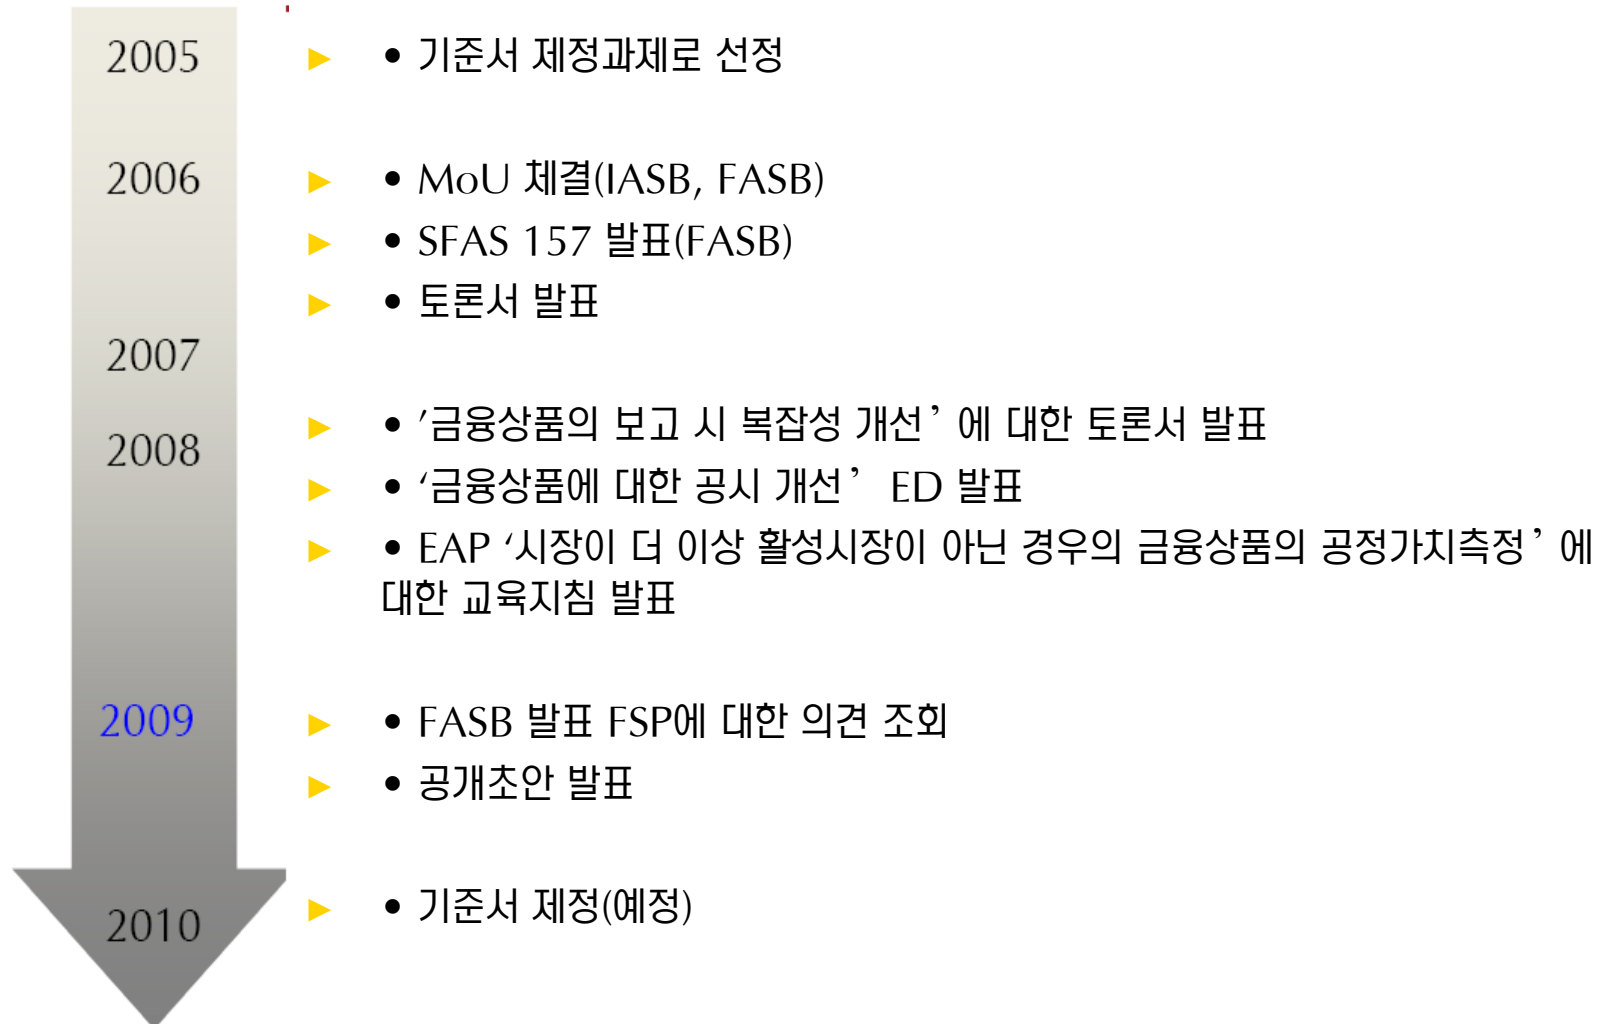 2005 ► • 기준서 제정과제로 선정
2006 ► • MoU 체결(IASB, FASB)
► • SFAS 157 발표(FASB)
► • 토론서 발표
2007
► • ′금융상품의 보고 시 복잡성 개선’ 에 대한 토론서 발표
2008
► • ‘금융상품에 대한 공시 개선’ ED 발표
► • EAP ‘시장이 더 이상 활성시장이 아닌 경우의 금융상품의 공정가치측정’ 에
대한 교육지침 발표
2009 ► • FASB 발표 FSP에 대한 의견 조회
► • 공개초안 발표
2010 ► • 기준서 제정(예정)